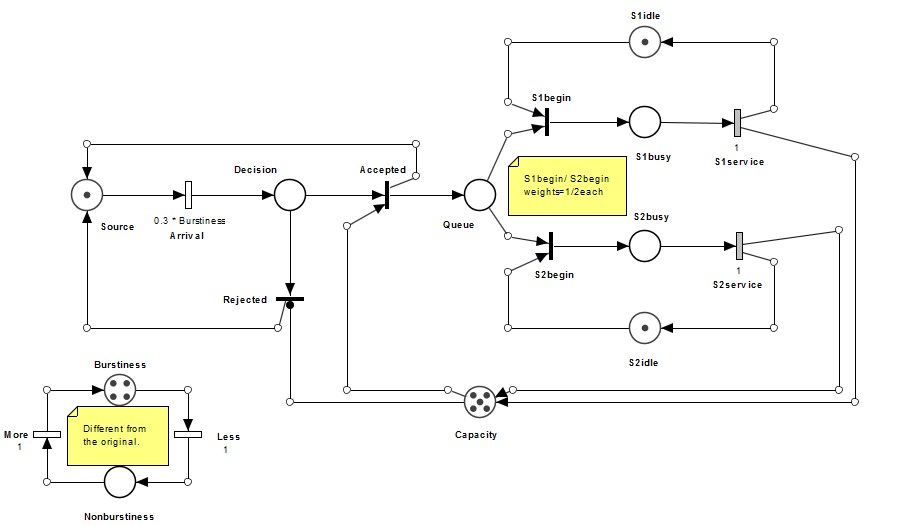 S1idle
S1begin
Decision
Accepted
1
S1busy
S1service
S1begin/ S2begin
weights=1/2each
Source
0.3 * Burstiness
Arrival
Queue
S2busy
S2begin
1
S2service
Rejected
S2idle
Burstiness
Capacity
Different from
the original.
More
1
Less
1
Nonburstiness